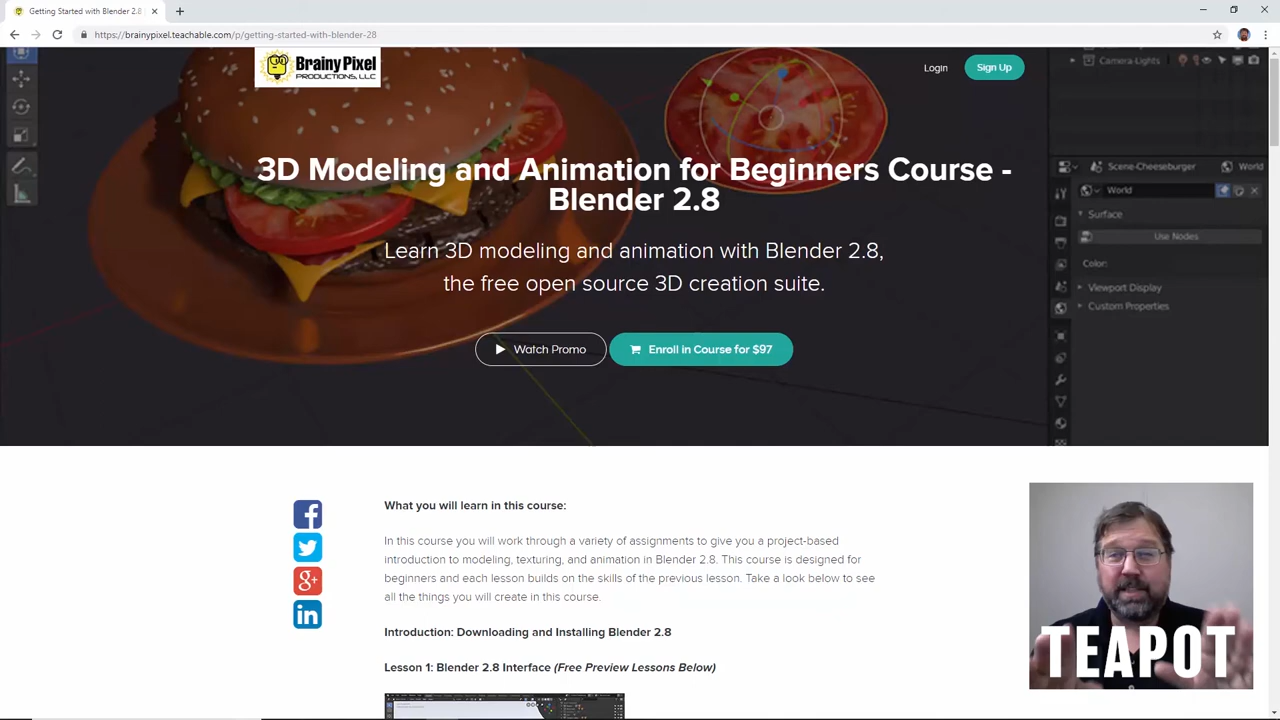 Getting Started with Blender 2.8
https://brainypixel.teachable.com/p/getting-started-with-blender-28
Brainy Pixel
PRODUCTIONS, LLC
Login
Sign Up
Camera-Lights
3D Modeling and Animation for Beginners Course -
Blender 2.8
Scene-Cheeseburger
World
World
Surface
Use Nodes
Color:
Viewport Display
Custom Properties
Learn 3D modeling and animation with Blender 2.8,
the free open source 3D creation suite.
Watch Promo
Enroll in Course for $97
What you will learn in this course:
In this course you will work through a variety of assignments to give you a project-based
introduction to modeling, texturing, and animation in Blender 2.8. This course is designed for
beginners and each lesson builds on the skills of the previous lesson. Take a look below to see
all the things you will create in this course.
Introduction: Downloading and Installing Blender 2.8
Lesson 1: Blender 2.8 Interface (Free Preview Lessons Below)
TEAPOT